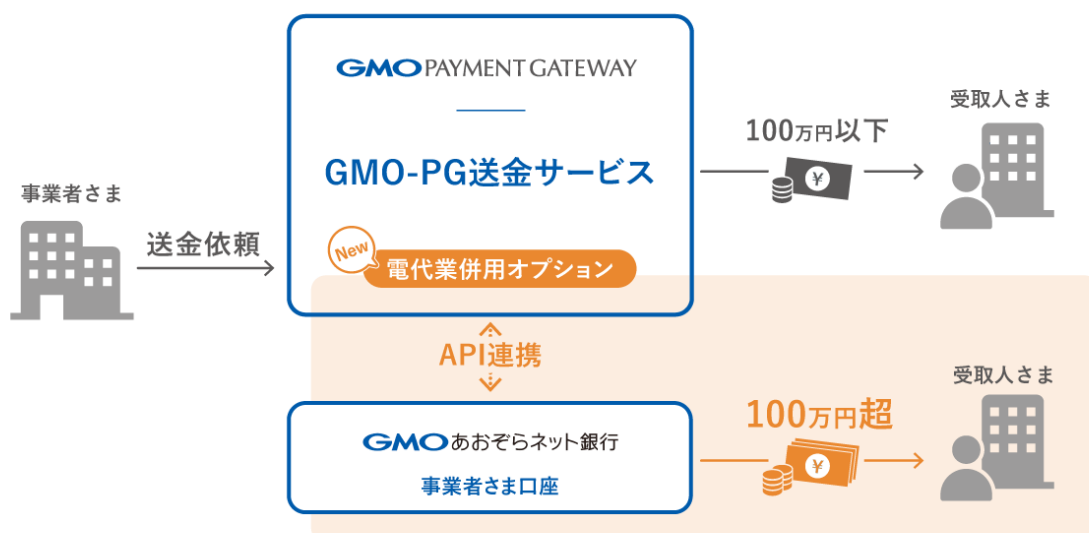 GMO PAYMENT GATEWAY
GMO-PG送金サービス
New
電代業併用オプション
事業者さま
送金依頼
100万円以下
¥
受取人さま
API連携
GMOあおぞらネット銀行
事業者さま口座
100万円超
¥
受取人さま